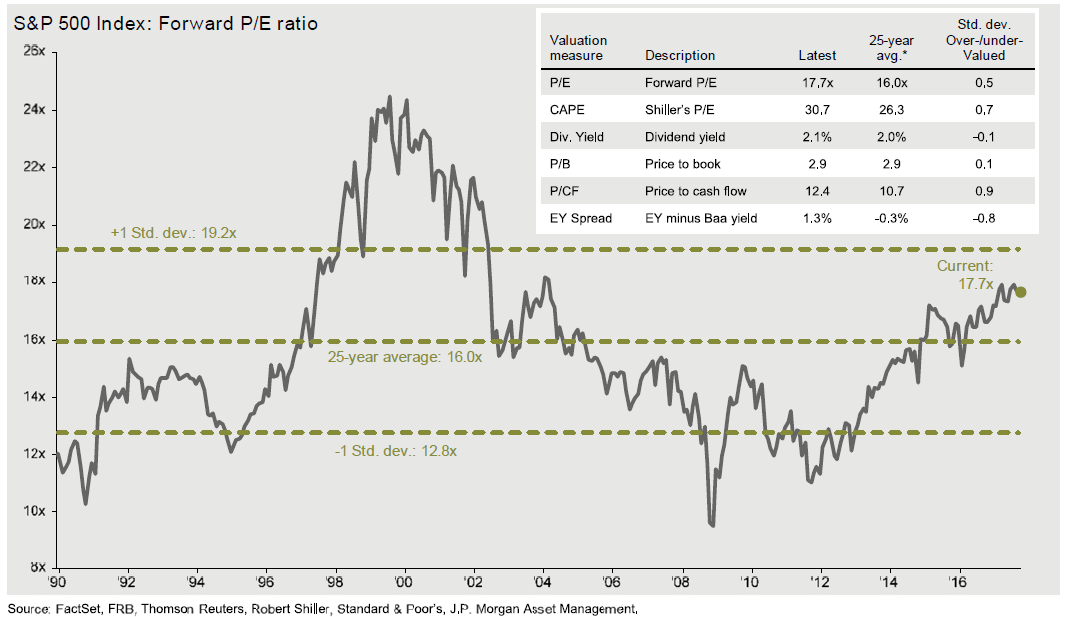 S&P 500 Index: Forward P/E ratio
Valuation measure Description Latest 25-year avg.* Std. dev. Over-/under-Valued
P/E Forward P/E 17,7x 16,0x 0,5
CAPE Shiller's P/E 30,7 26,3 0,7
Div. Yield Dividend yield 2.1% 2.0% -0.1
P/B Price to book 2.9 2.9 0.1
P/CF Price to cash flow 12.4 10.7 0.9
EY Spread EY minus Baa yield 1.3% -0.3% -0.8
26x
24x
22x
20x
18x
16x
14x
12x
10x
8x
+1 Std. dev.: 19.2x
Current:
17.7x
25-year average: 16.0x
-1 Std. dev.: 12.8x
'90 '92 '94 '96 '98 '00 '02 '04 '06 '08 '10 '12 '14 '16
Source: FactSet, FRB, Thomson Reuters, Robert Shiller, Standard & Poor's, J.P. Morgan Asset Management,